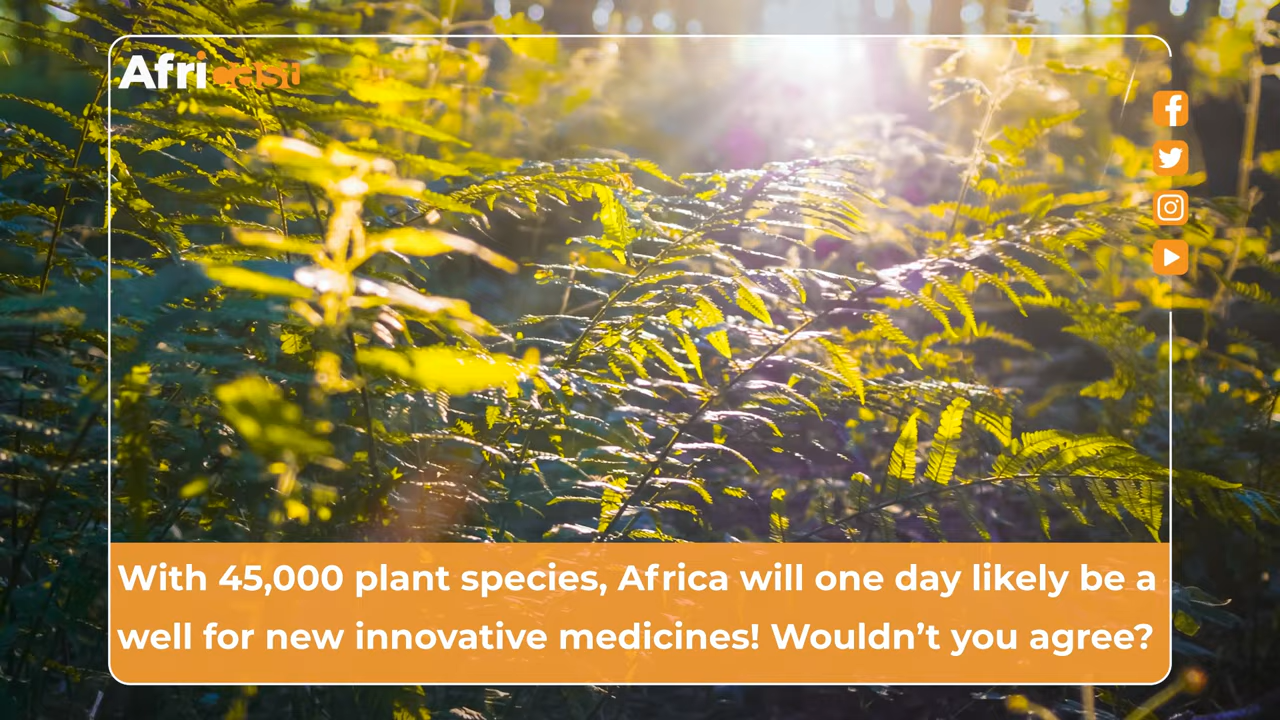 Africast
With 45,000 plant species, Africa will one day likely be a
well for new innovative medicines! Wouldn't you agree?